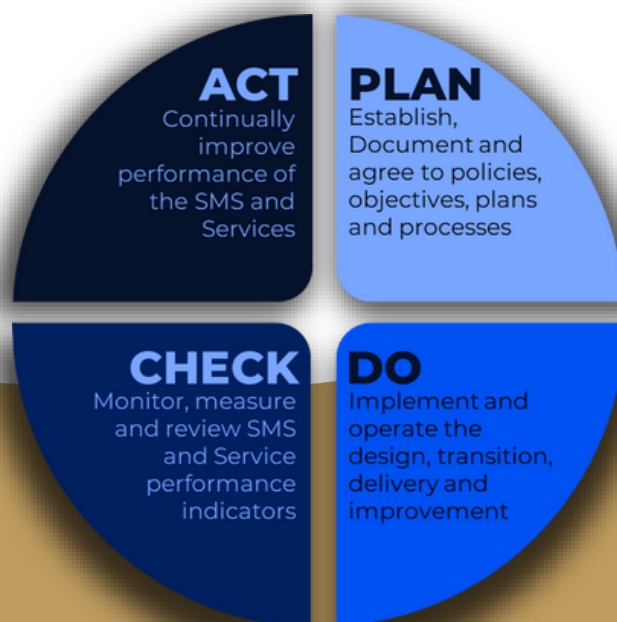 ACT
Continually
improve
performance of
the SMS and
Services
PLAN
Establish,
Document and
agree to policies,
objectives, plans
and processes
CHECK
Monitor, measure
and review SMS
and Service
performance
indicators
DO
Implement and
operate the
design, transition,
delivery and
improvement